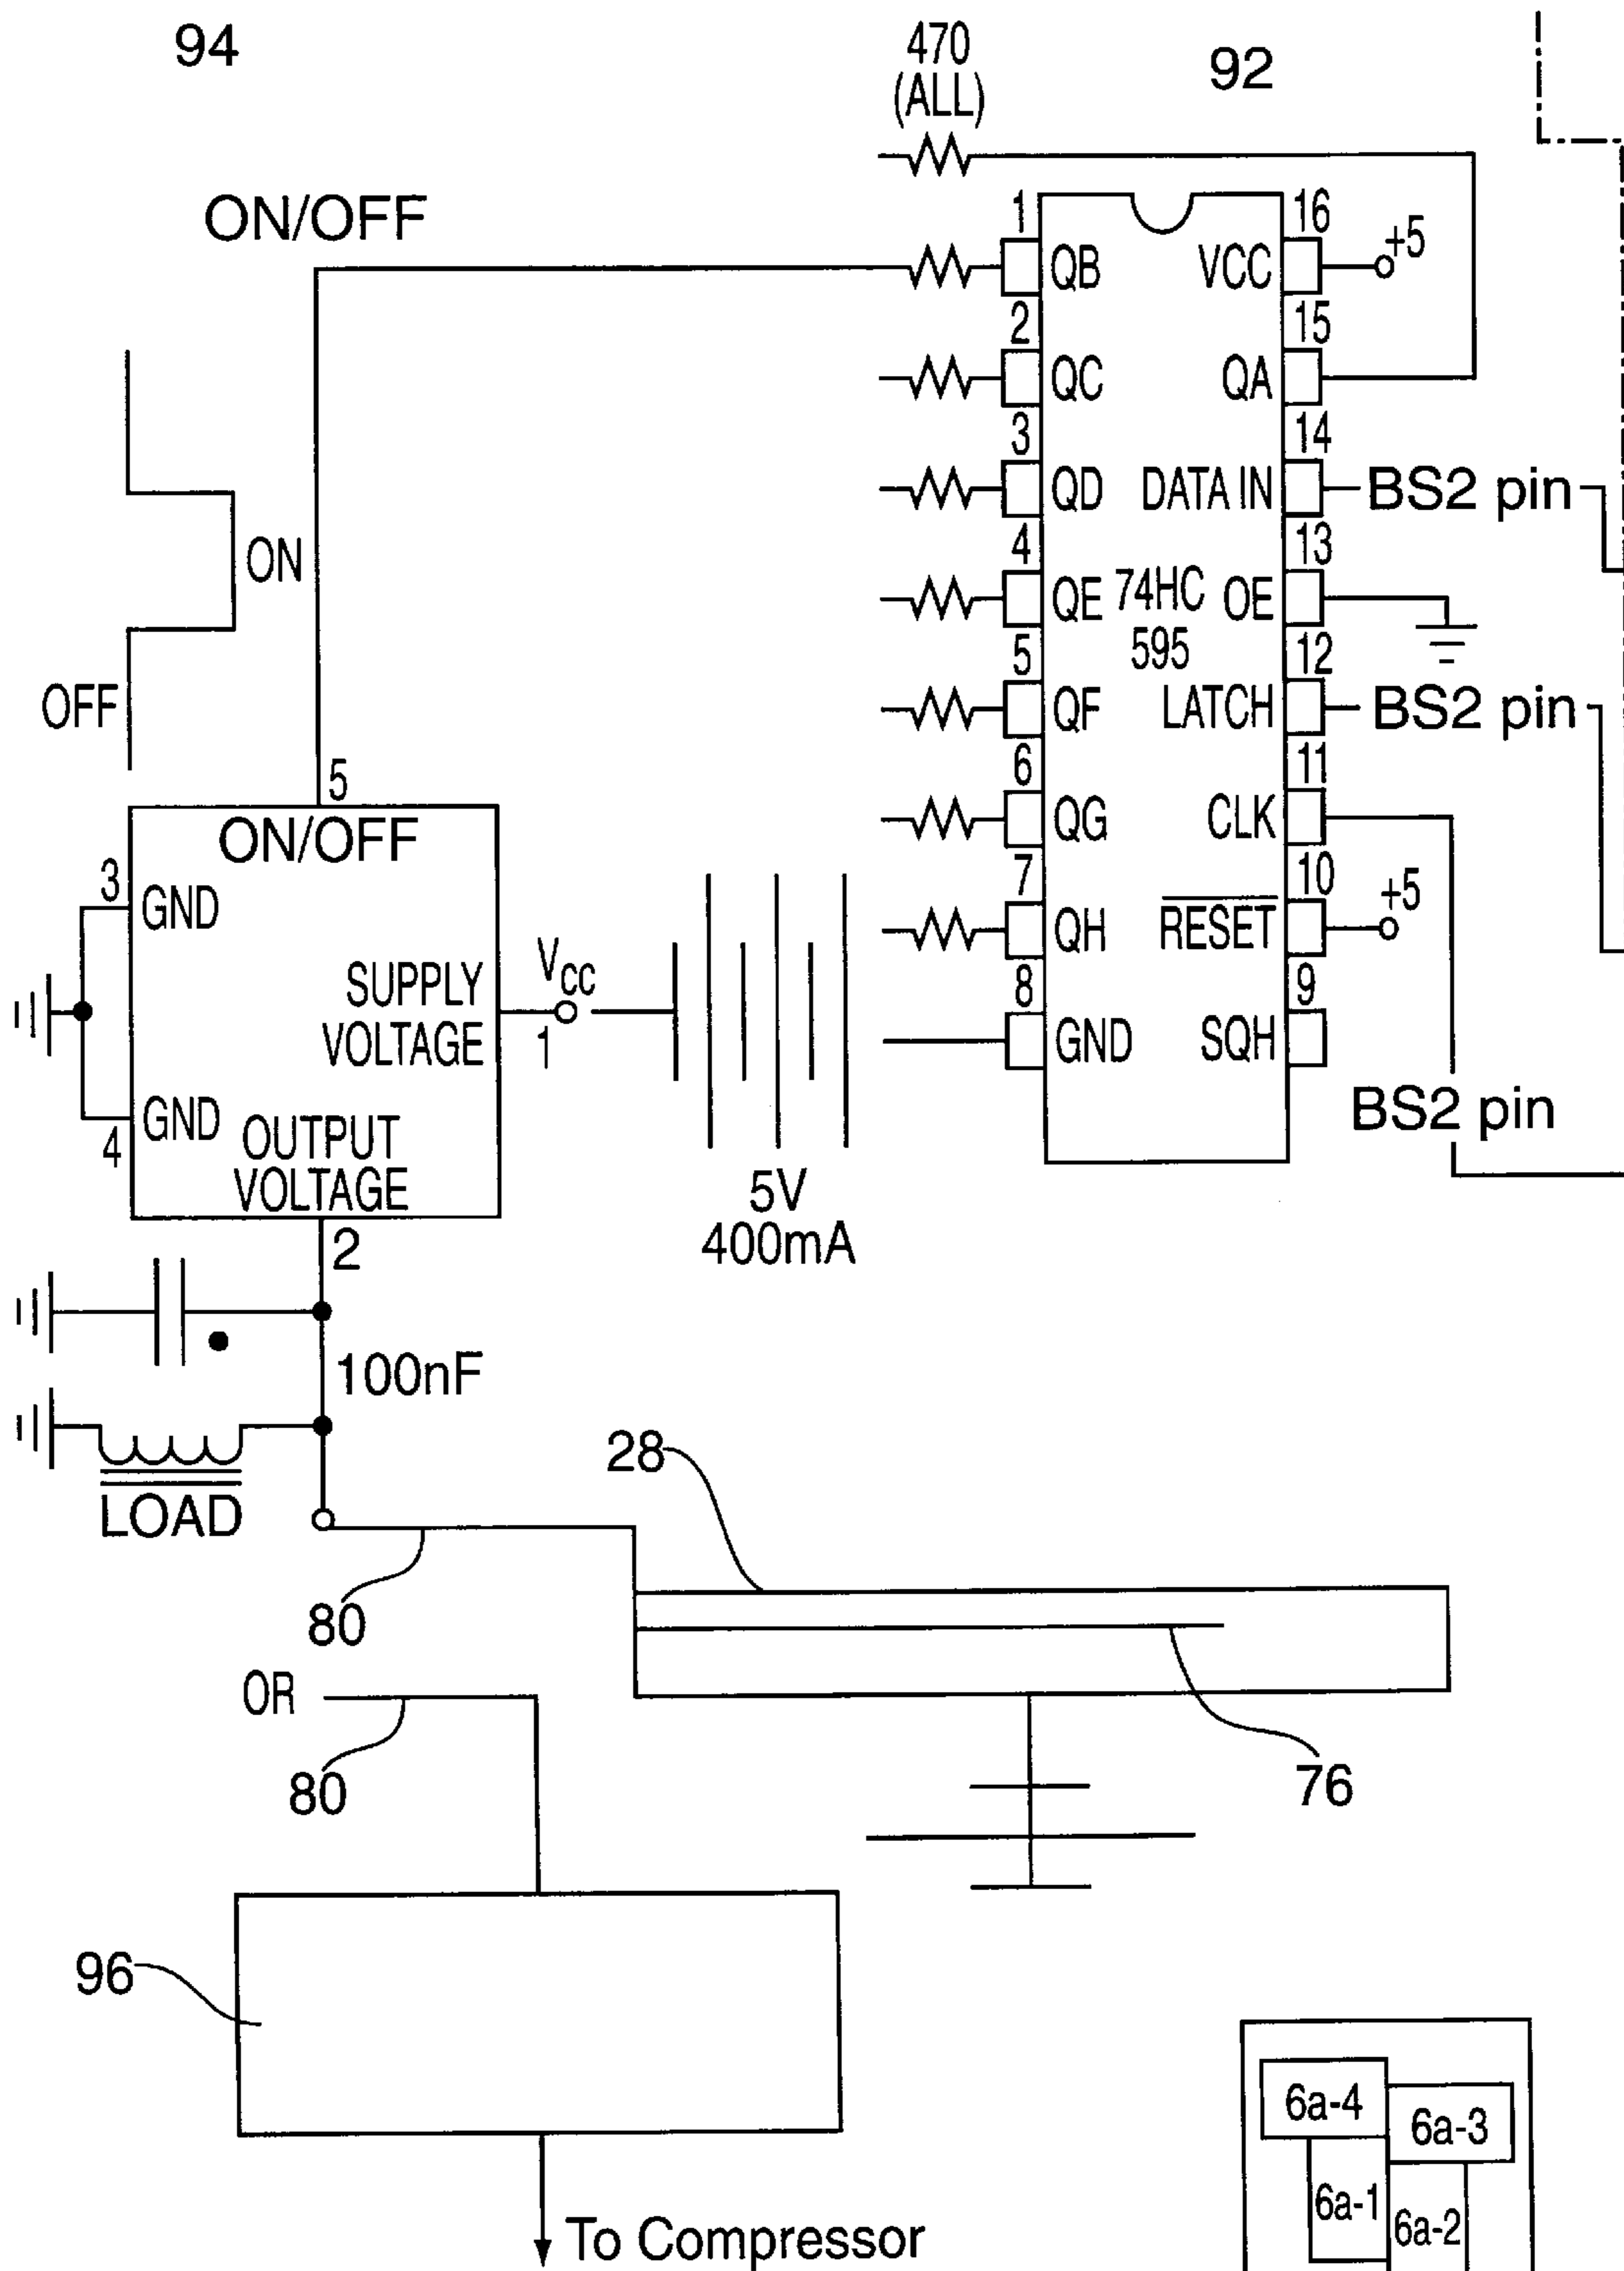 94
470
(ALL)
92
ON/OFF
1
16
QB
VCC
+5
2
15
QC
QA
3
14
QD
DATA IN
BS2 pin
ON
4
13
QE
74HC
595
OE
5
12
OFF
QF
LATCH
BS2 pin
6
11
QG
CLK
5
ON/OFF
7
10
QH
RESET
+5
3
GND
8
9
GND
SQH
SUPPLY
VOLTAGE
VCC
1
BS2 pin
4
GND
OUTPUT
VOLTAGE
5V
400mA
2
100nF
LOAD
28
80
OR
80
76
96
6a-4
6a-3
6a-1
6a-2
To Compressor